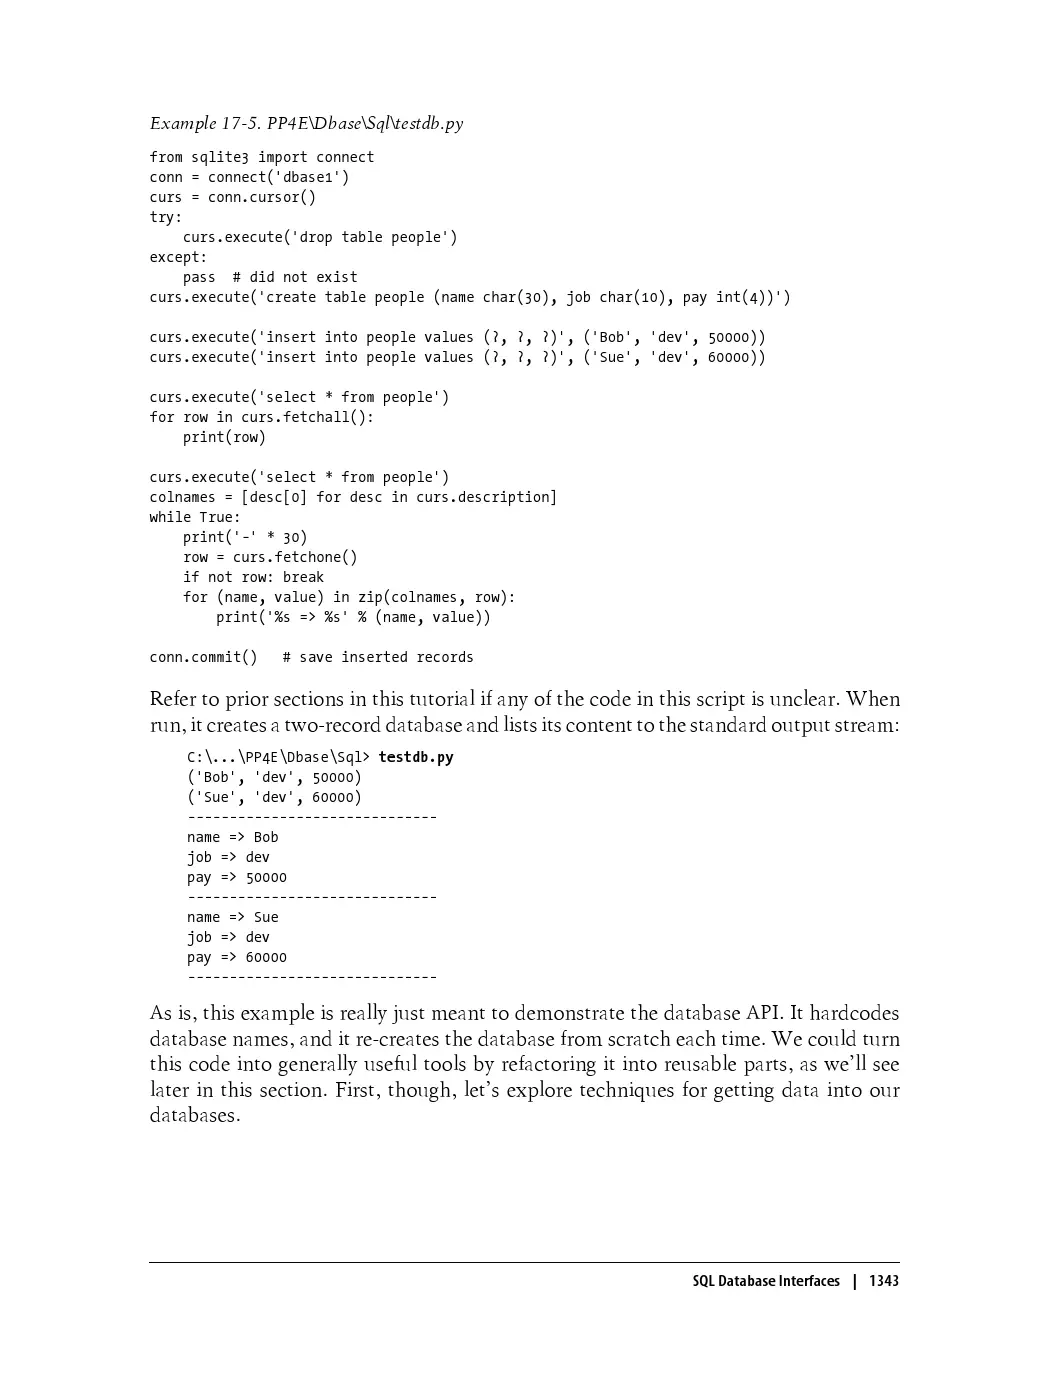 Example 17-5. PP4E\Dbase\Sql\testdb.py
from sqlite3 import connect
conn = connect('dbase1')
curs = conn.cursor()
try:
    curs.execute('drop table people')
except:
    pass  # did not exist
curs.execute('create table people (name char(30), job char(10), pay int(4))')
curs.execute('insert into people values (?, ?, ?)', ('Bob', 'dev', 50000))
curs.execute('insert into people values (?, ?, ?)', ('Sue', 'dev', 60000))
curs.execute('select * from people')
for row in curs.fetchall():
    print(row)
curs.execute('select * from people')
colnames = [desc[0] for desc in curs.description]
while True:
    print('-' * 30)
    row = curs.fetchone()
    if not row: break
    for (name, value) in zip(colnames, row):
        print('%s => %s' % (name, value))
conn.commit()   # save inserted records
Refer to prior sections in this tutorial if any of the code in this script is unclear. When
run, it creates a two-record database and lists its content to the standard output stream:
C:\...\PP4E\Dbase\Sql> testdb.py
('Bob', 'dev', 50000)
('Sue', 'dev', 60000)
------------------------------
name => Bob
job => dev
pay => 50000
------------------------------
name => Sue
job => dev
pay => 60000
------------------------------
As is, this example is really just meant to demonstrate the database API. It hardcodes
database names, and it re-creates the database from scratch each time. We could turn
this code into generally useful tools by refactoring it into reusable parts, as we'll see
later in this section. First, though, let's explore techniques for getting data into our
databases.
SQL Database Interfaces | 1343